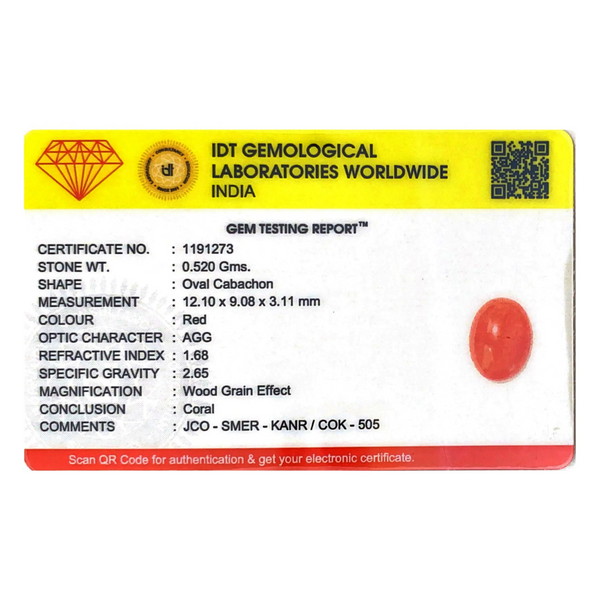 IDT GEMOLOGICAL
LABORATORIES WORLDWIDE
INDIA
idt
GEM TESTING REPORT™
CERTIFICATE NO. : 1191273
STONE WT. : 0.520 Gms.
SHAPE : Oval Cabachon
MEASUREMENT : 12.10 x 9.08 x 3.11 mm
COLOUR : Red
OPTIC CHARACTER : AGG
REFRACTIVE INDEX : 1.68
SPECIFIC GRAVITY : 2.65
MAGNIFICATION : Wood Grain Effect
CONCLUSION : Coral
COMMENTS : JCO - SMER - KANR / COK - 505
Scan QR Code for authentication & get your electronic certificate.